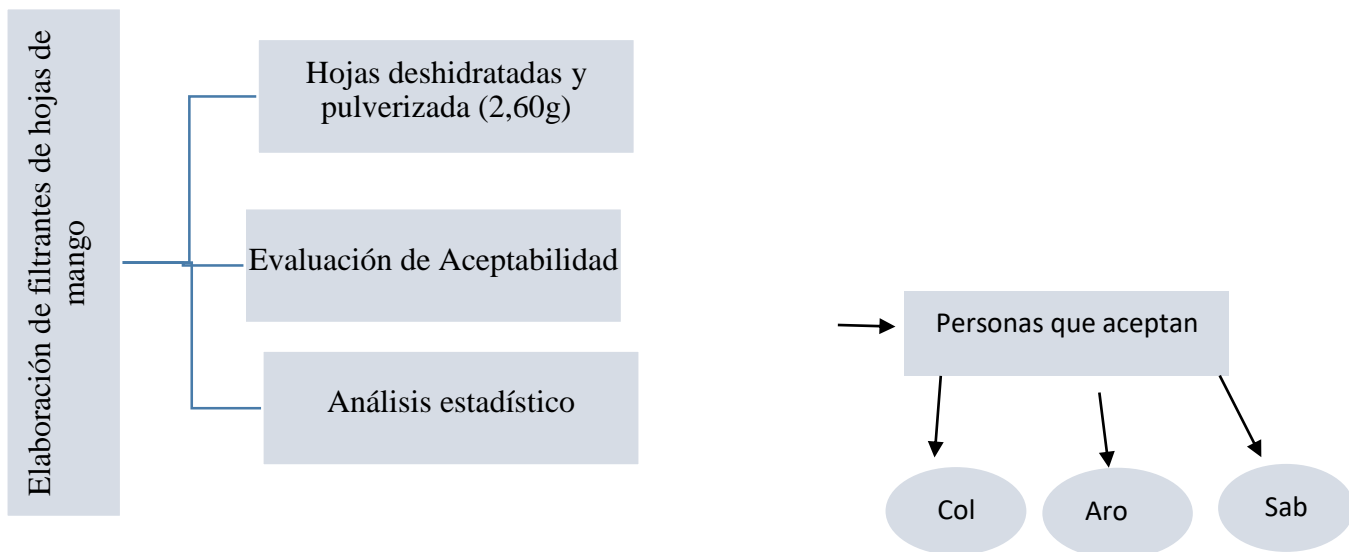 Elaboración de filtrantes de hojas de
mango
Hojas deshidratadas y
pulverizada (2,60g)
Evaluación de Aceptabilidad
Análisis estadístico
Personas que aceptan
Col
Aro
Sab